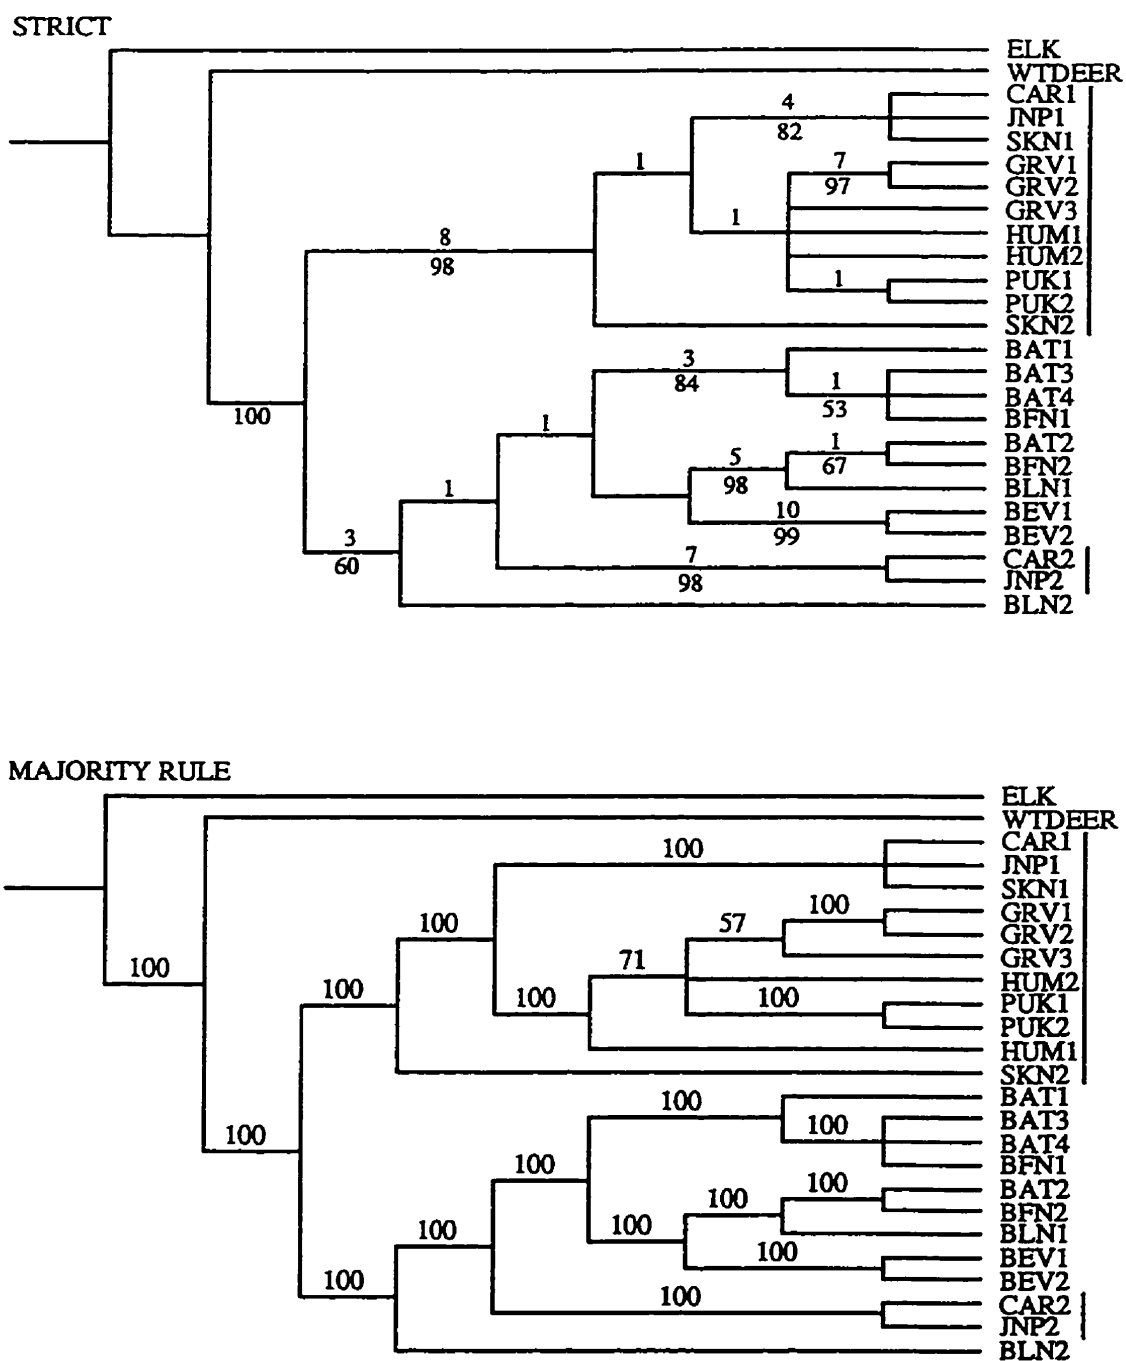 STRICT
ELK
WTDEER
CAR1
4
JNP1
82
SKN1
1
7
GRV1
97
GRV2
GRV3
1
HUM1
8
HUM2
98
1
PUK1
PUK2
SKN2
BAT1
3
BAT3
84
1
BAT4
100
53
BFN1
1
1
BAT2
5
67
BFN2
1
98
BLN1
10
BEV1
3
99
BEV2
60
7
CAR2
98
JNP2
BLN2
MAJORITY RULE
ELK
WTDEER
100
CAR1
JNP1
SKN1
100
100
GRV1
57
GRV2
100
71
GRV3
HUM2
100
100
100
PUK1
PUK2
HUM1
SKN2
100
BAT1
100
BAT3
100
BAT4
100
BFN1
100
BAT2
100
BFN2
100
100
BLN1
100
BEV1
100
BEV2
100
CAR2
JNP2
BLN2